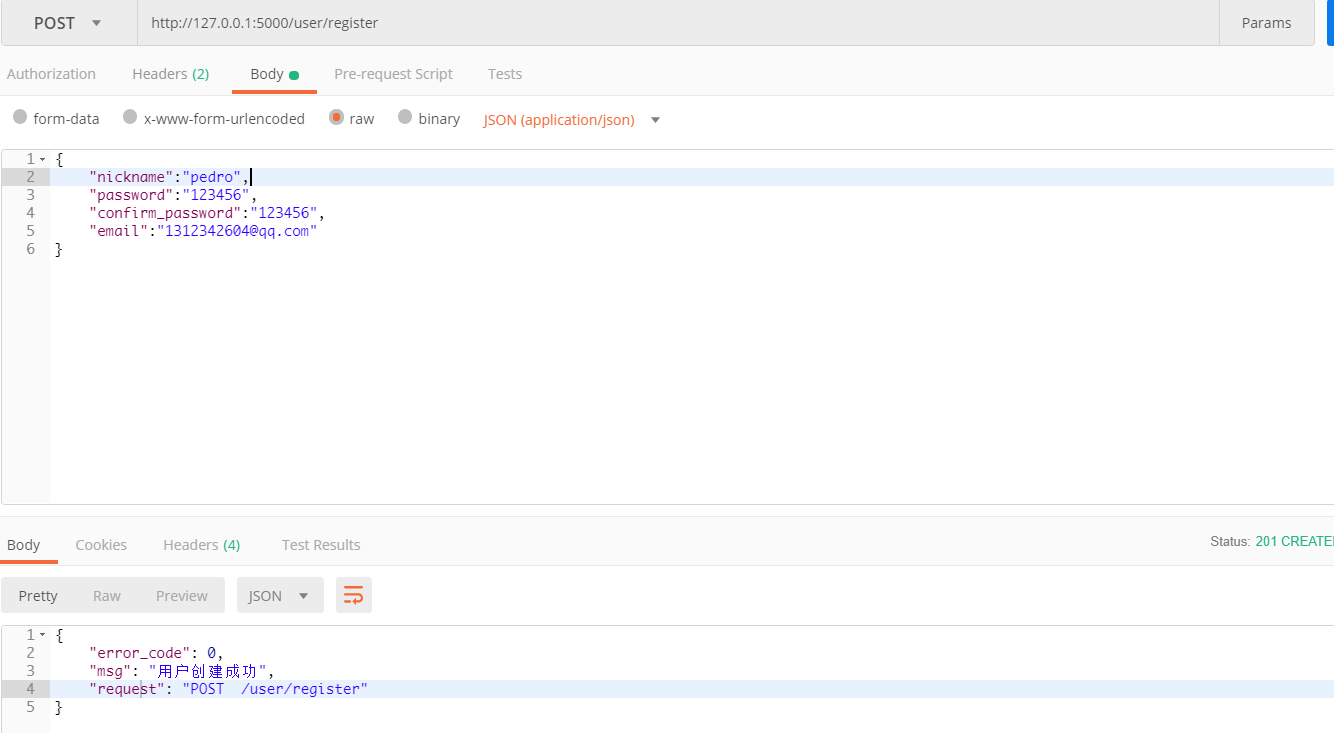 POST http://127.0.0.1:5000/user/register Params
Authorization Headers (2) Body Pre-request Script Tests
form-data x-www-form-urlencoded raw binary JSON (application/json)
1 {
2 "nickname":"pedro",
3 "password":"123456",
4 "confirm_password":"123456",
5 "email":"1312342604@qq.com"
6 }
Body Cookies Headers (4) Test Results Status: 201 CREATE
Pretty Raw Preview JSON
1 {
2 "error_code": 0,
3 "msg": "用户创建成功",
4 "request": "POST  /user/register"
5 }